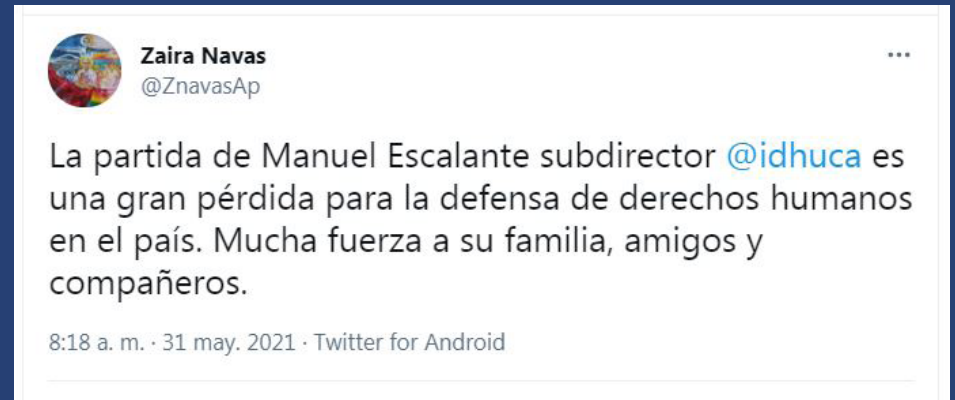 Zaira Navas
@ZnavasAp
La partida de Manuel Escalante subdirector @idhuca es
una gran pérdida para la defensa de derechos humanos
en el país. Mucha fuerza a su familia, amigos y
compañeros.
8:18 a. m. · 31 may. 2021 · Twitter for Android